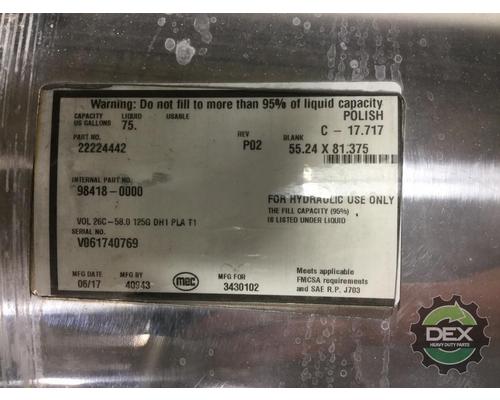 Warning: Do not fill to more than 95% of liquid capacity
CAPACITY LIQUID USABLE POLISH
US GALLONS 75. C - 17.717
PART NO. REV BLANK
22224442 P02 55.24 X 81.375
INTERNAL PART NO.
98418-0000
FOR HYDRAULIC USE ONLY
THE FILL CAPACITY (95%)
IS LISTED UNDER LIQUID
VOL 26C-58.0 125G DH1 PLA F1
SERIAL NO.
V061740769
MFG DATE MFG BY MFG FOR
06/17 40943 mec 3430102
Meets applicable
FMCSA requirements
and SAE R.P. J703
DEX
HEAVY DUTY PARTS